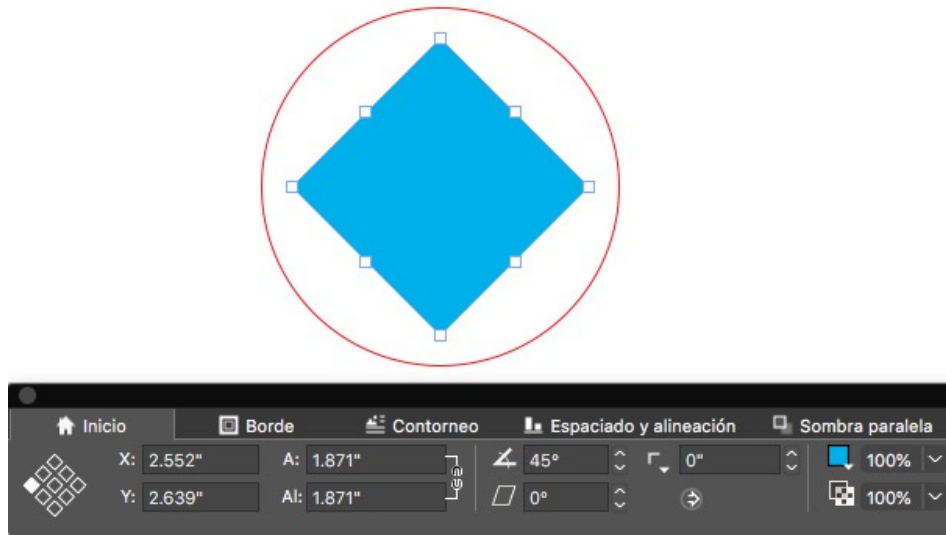 Inicio Borde Contorneo Espaciado y alineación Sombra paralela
X: 2.552" A: 1.871" 45° 0" 100%
Y: 2.639" Al: 1.871" 0° 100%